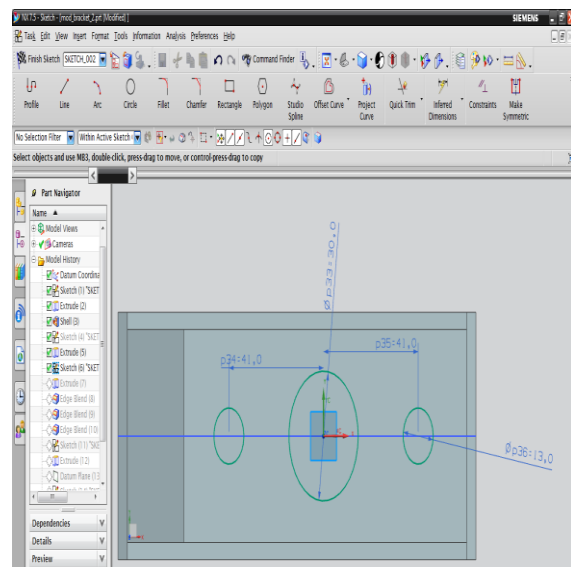 NX 7.5 - Sketch - [mod_bracket_2.prt (Modified) ]
SIEMENS
Task Edit View Insert Format Tools Information Analysis Preferences Help
Finish Sketch SKETCH_002 Command Finder
Profile Line Arc Circle Fillet Chamfer Rectangle Polygon Studio Spline Offset Curve Project Curve Quick Trim Inferred Dimensions Constraints Make Symmetric
No Selection Filter Within Active Sketch
Select objects and use MB3, double-click, press-drag to move, or control-press-drag to copy
Part Navigator
Name
Model Views
Cameras
Model History
Datum Coordina
Sketch (1) "SKET
Extrude (2)
Shell (3)
Sketch (4) "SKET
Extrude (5)
Sketch (6) "SKET
Extrude (7)
Edge Blend (8)
Edge Blend (9)
Edge Blend (10)
Sketch (11) "SKE
Extrude (12)
Datum Plane (13
Dependencies
Details
Preview
Ø p33=30,0
p34=41,0
p35=41,0
Øp36=13,0